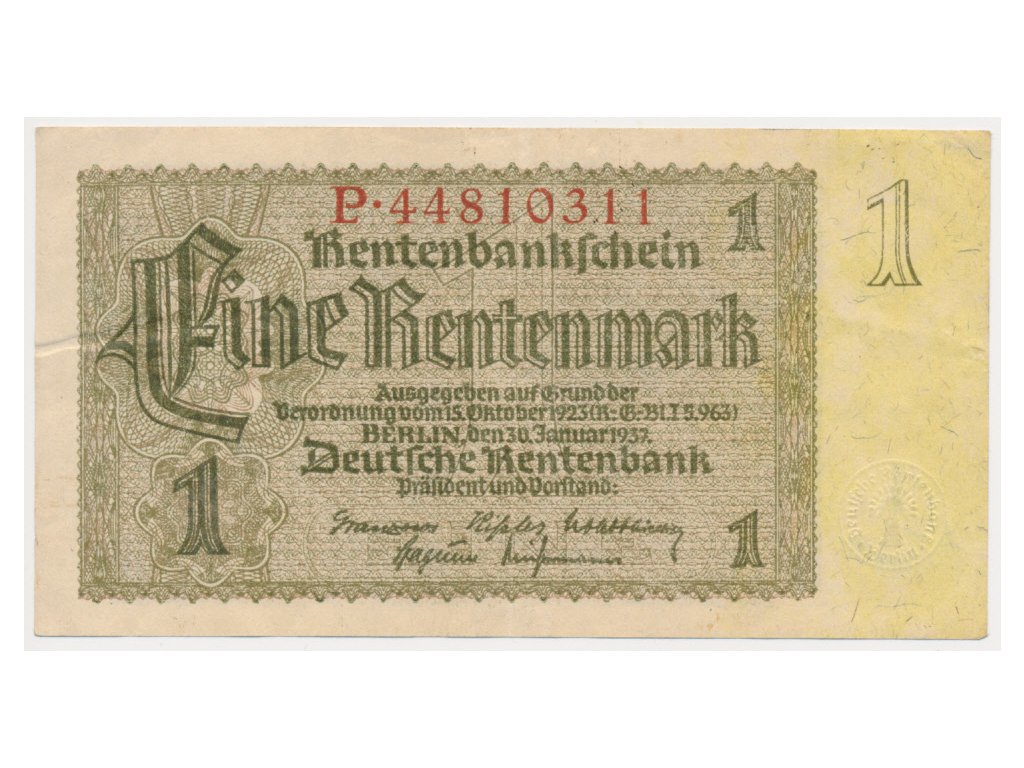 P·44810311
1
1
Rentenbankschein
Eine Rentenmark
Ausgegeben auf Grund der
Verordnung vom 15. Oktober 1923 (R.-G.-Bl. I S. 963)
BERLIN, den 30. Januar 1937.
Deutsche Rentenbank
Präsident und Vorstand:
1
1